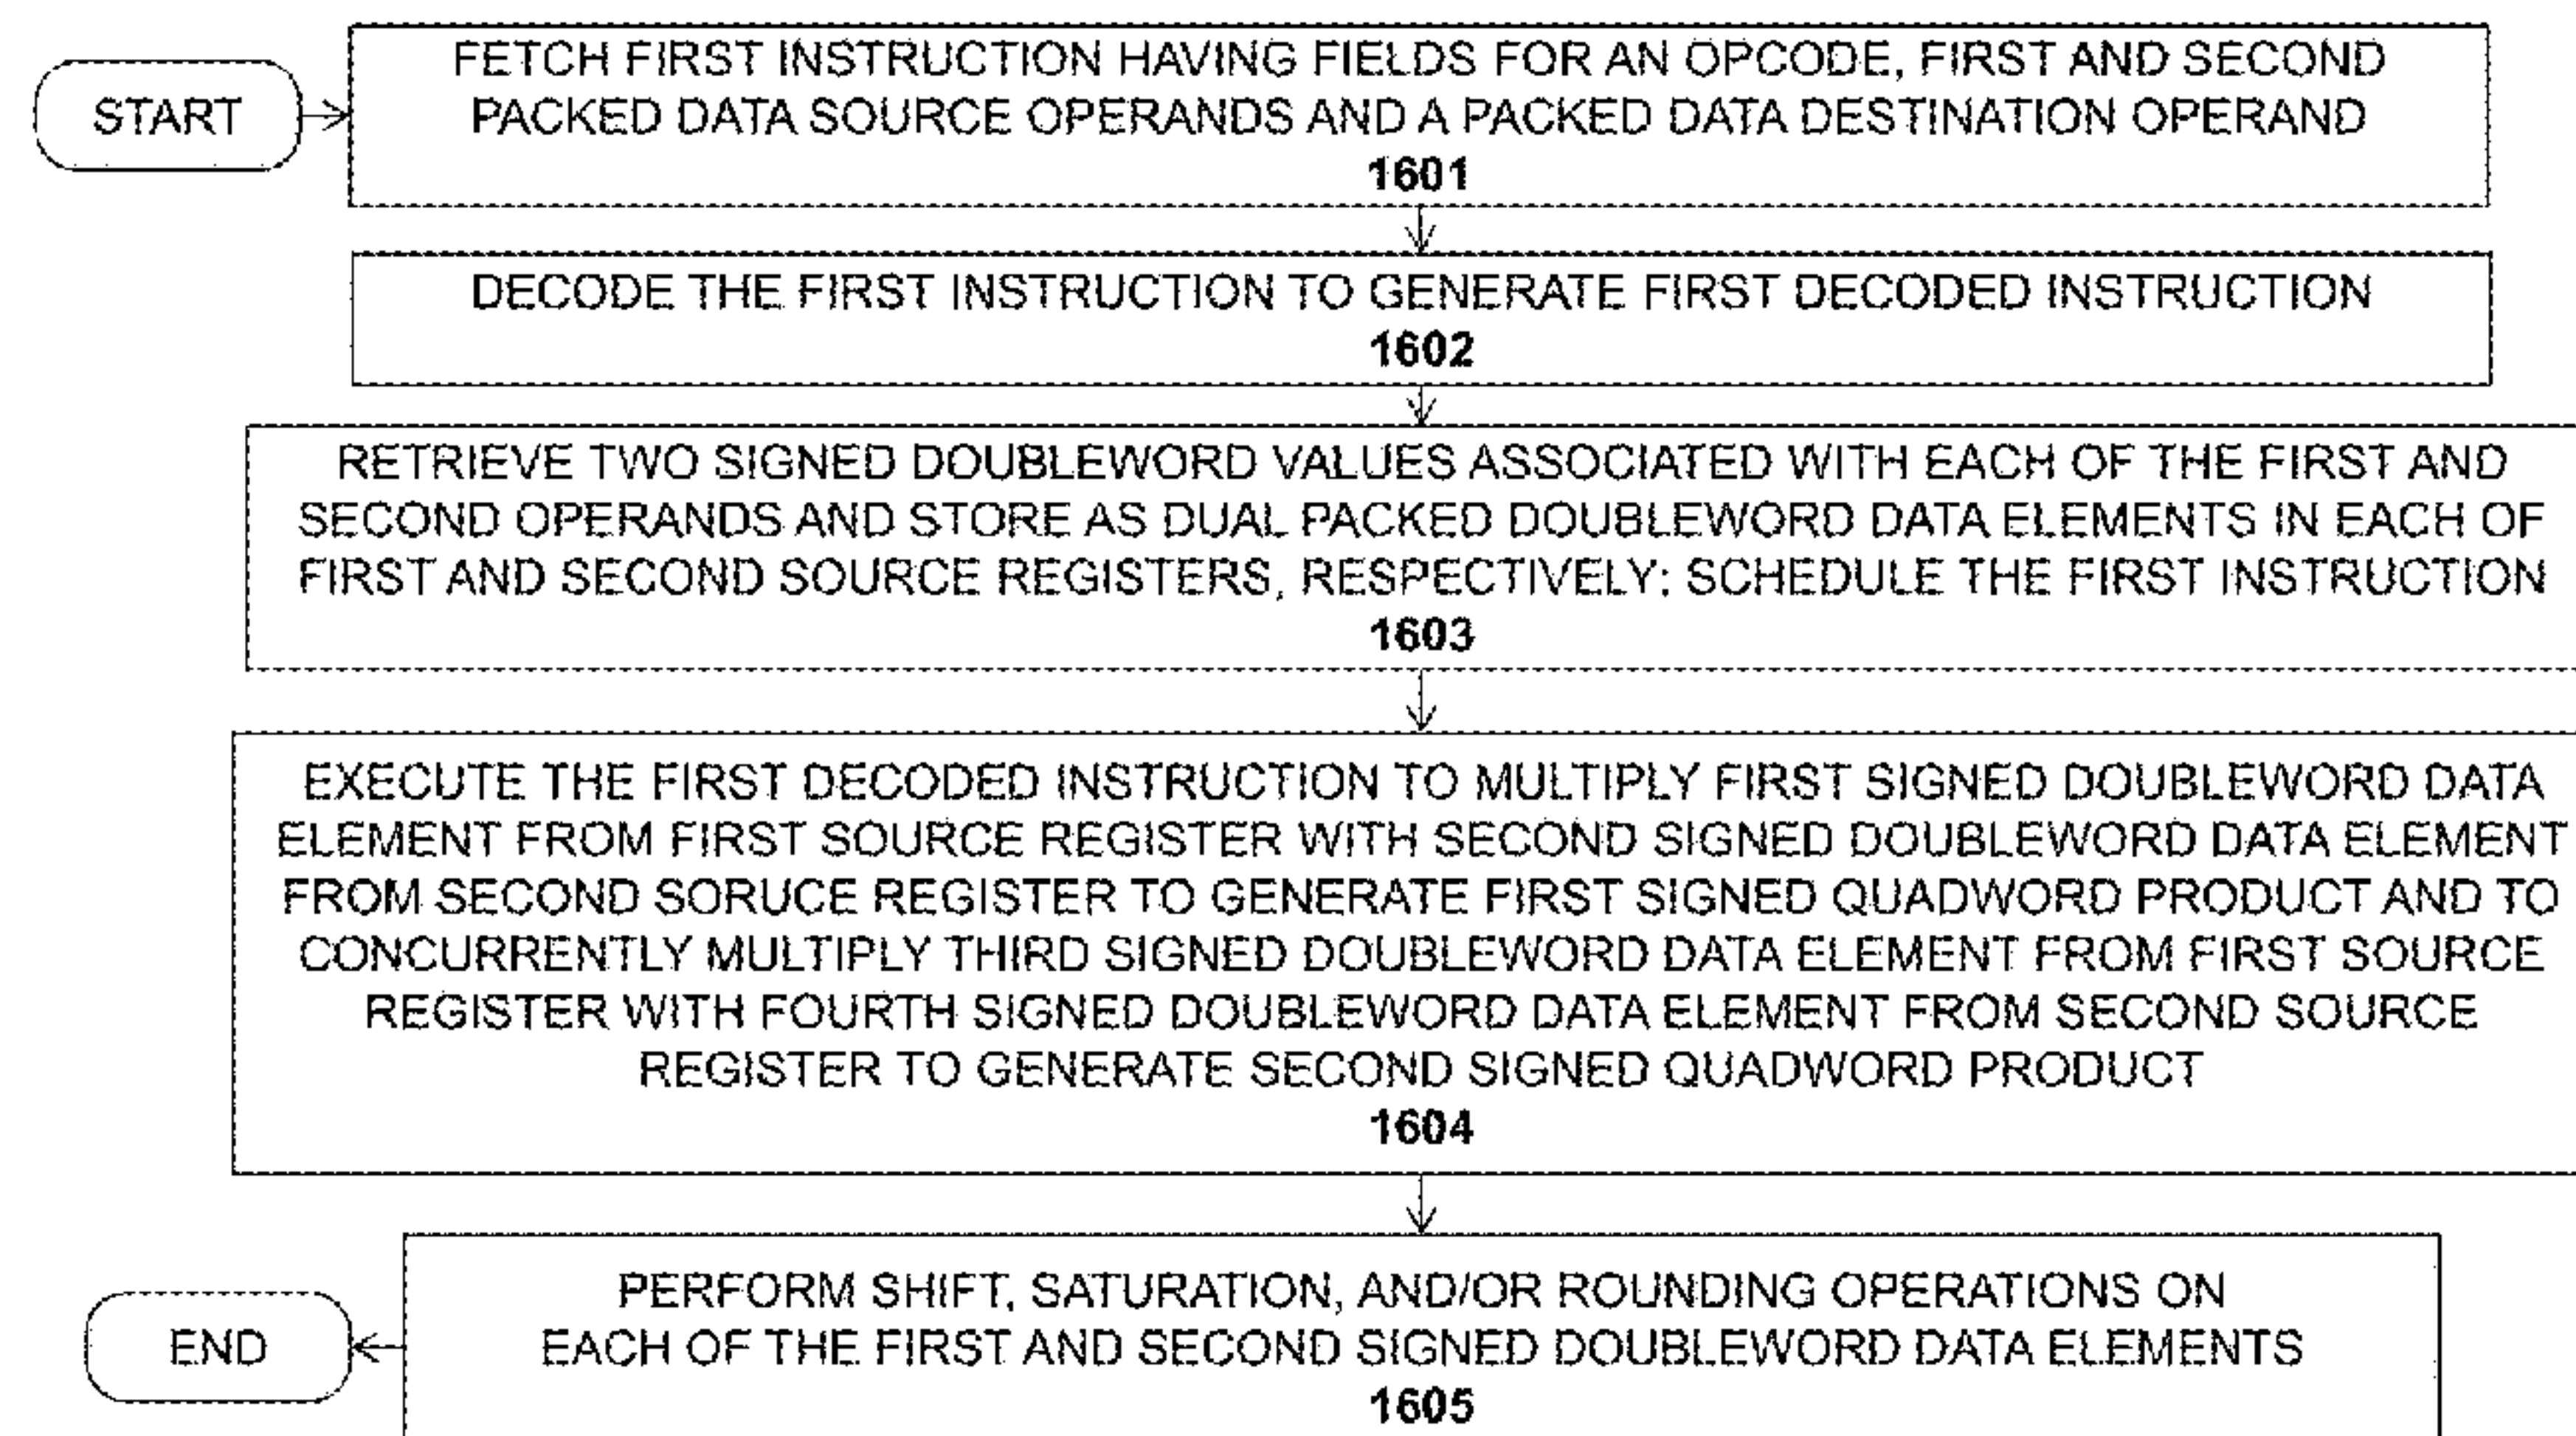 START
FETCH FIRST INSTRUCTION HAVING FIELDS FOR AN OPCODE, FIRST AND SECOND
PACKED DATA SOURCE OPERANDS AND A PACKED DATA DESTINATION OPERAND
1601
DECODE THE FIRST INSTRUCTION TO GENERATE FIRST DECODED INSTRUCTION
1602
RETRIEVE TWO SIGNED DOUBLEWORD VALUES ASSOCIATED WITH EACH OF THE FIRST AND
SECOND OPERANDS AND STORE AS DUAL PACKED DOUBLEWORD DATA ELEMENTS IN EACH OF
FIRST AND SECOND SOURCE REGISTERS, RESPECTIVELY; SCHEDULE THE FIRST INSTRUCTION
1603
EXECUTE THE FIRST DECODED INSTRUCTION TO MULTIPLY FIRST SIGNED DOUBLEWORD DATA
ELEMENT FROM FIRST SOURCE REGISTER WITH SECOND SIGNED DOUBLEWORD DATA ELEMENT
FROM SECOND SORUCE REGISTER TO GENERATE FIRST SIGNED QUADWORD PRODUCT AND TO
CONCURRENTLY MULTIPLY THIRD SIGNED DOUBLEWORD DATA ELEMENT FROM FIRST SOURCE
REGISTER WITH FOURTH SIGNED DOUBLEWORD DATA ELEMENT FROM SECOND SOURCE
REGISTER TO GENERATE SECOND SIGNED QUADWORD PRODUCT
1604
PERFORM SHIFT, SATURATION, AND/OR ROUNDING OPERATIONS ON
EACH OF THE FIRST AND SECOND SIGNED DOUBLEWORD DATA ELEMENTS
1605
END